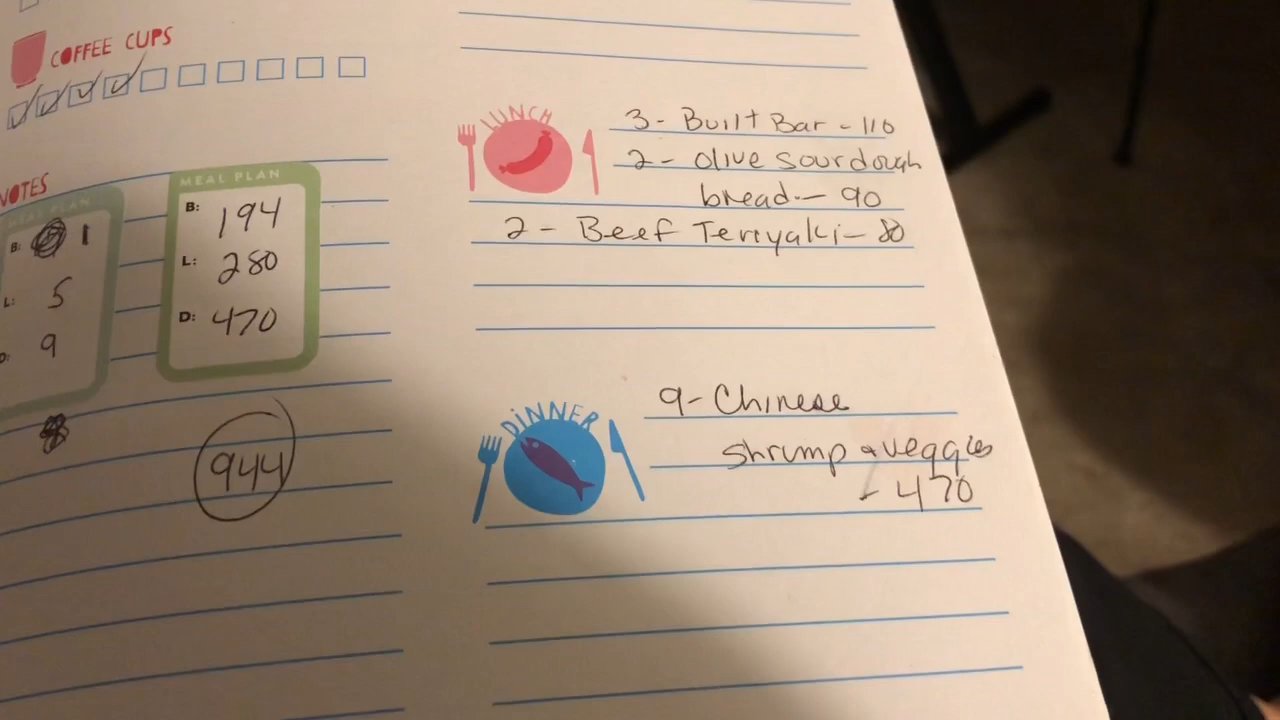 COFFEE CUPS
NOTES
MEAL PLAN
B: 1
L: 5
D: 9
MEAL PLAN
B: 194
L: 280
D: 470
944
LUNCH
3 - Built Bar - 110
2 - olive sourdough
bread - 90
2 - Beef Teriyaki - 80
DINNER
9 - Chinese
shrimp & veggies
- 470